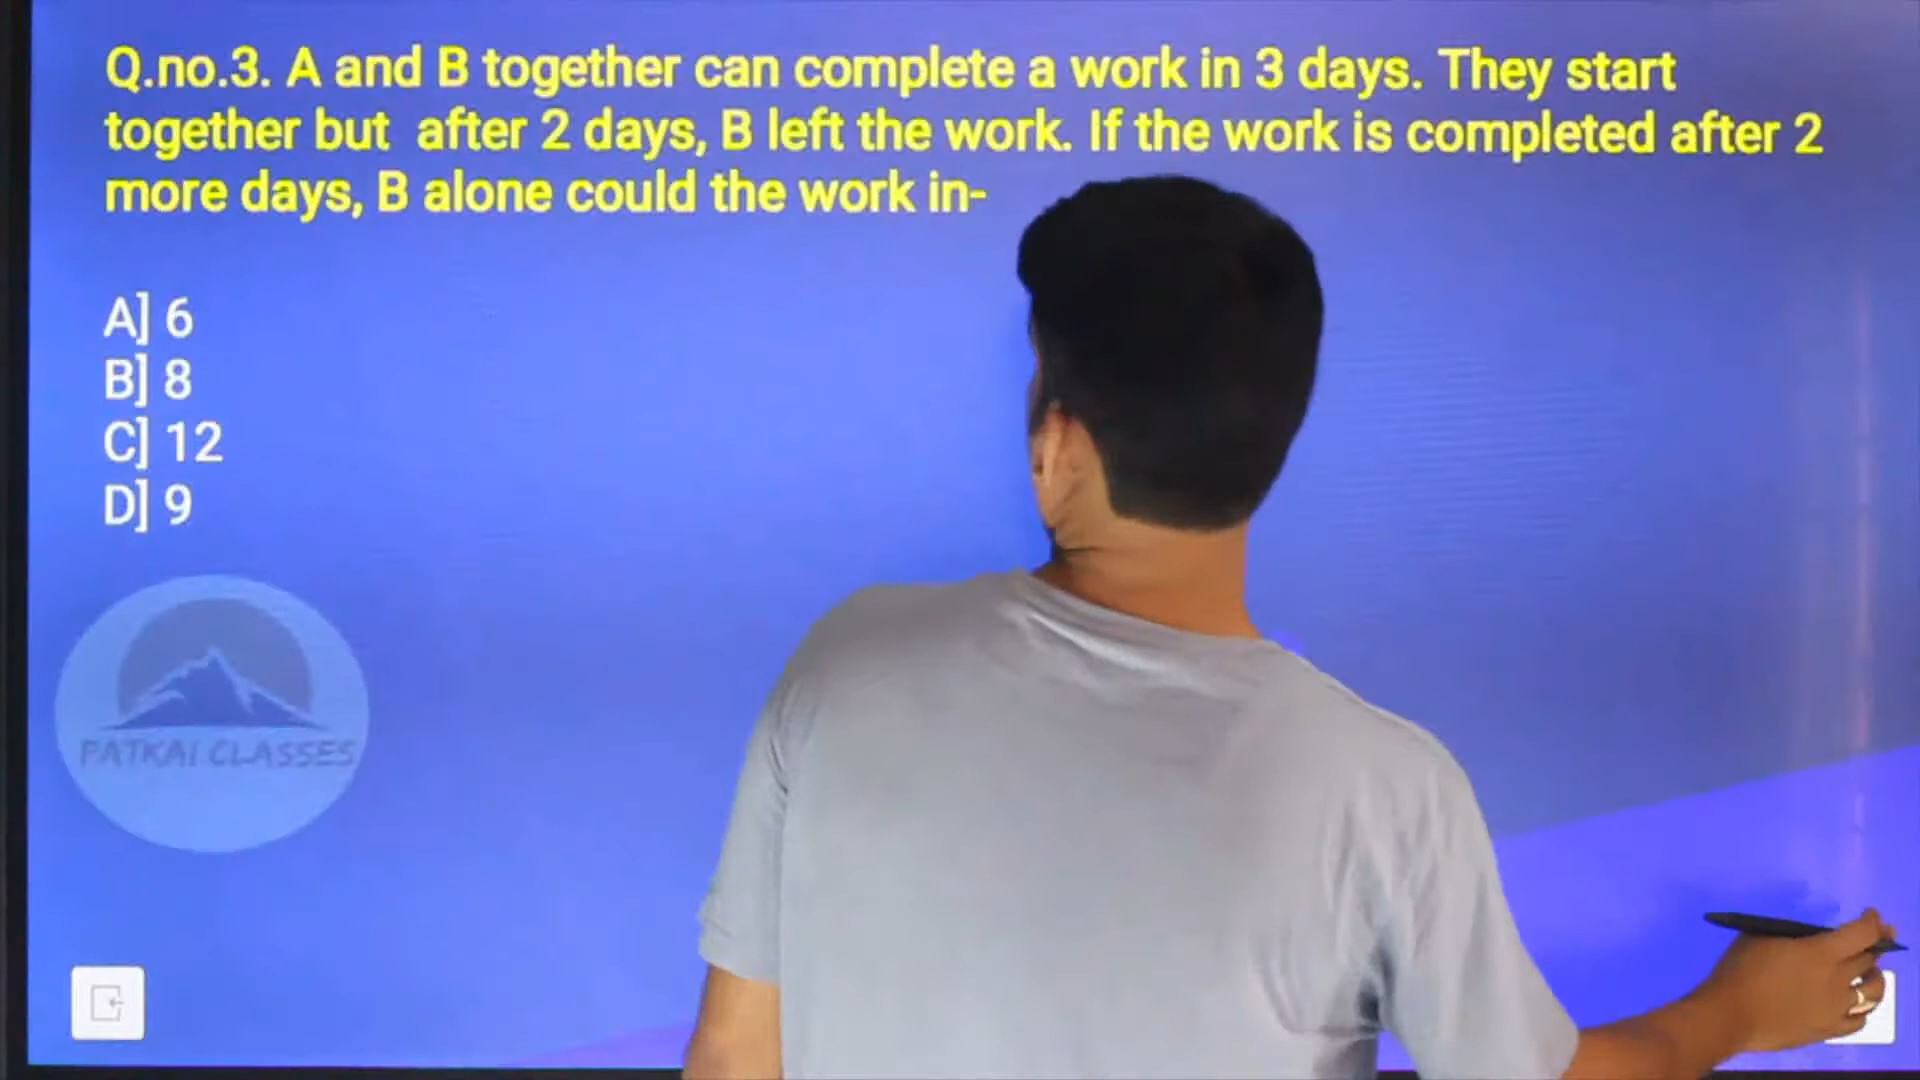 Q.no.3. A and B together can complete a work in 3 days. They start
together but after 2 days, B left the work. If the work is completed after 2
more days, B alone could the work in-
A] 6
B] 8
C] 12
D] 9
PATKAI CLASSES